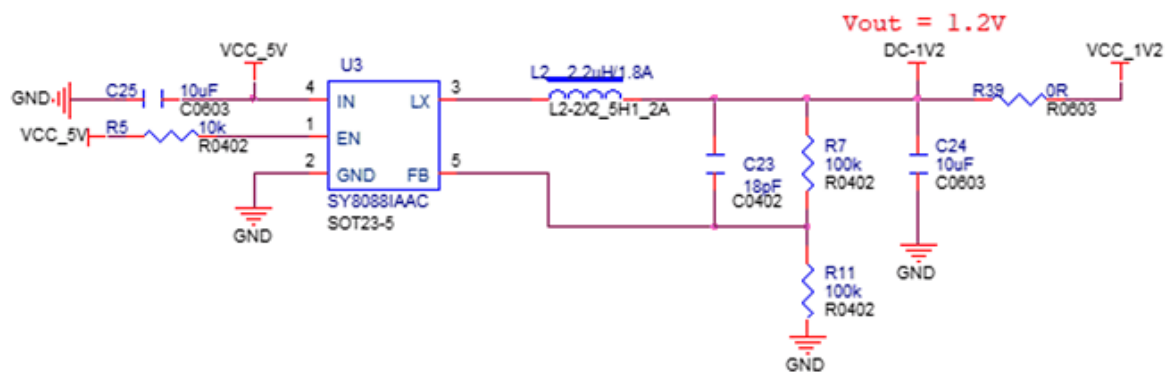 Vout = 1.2V
VCC_5V
DC-1V2
VCC_1V2
U3
L2 2.2uH/1.8A
GND
C25
10uF
C0603
4
IN
LX
3
L2-2X2_5H1_2A
R39
0R
R0603
VCC_5V
R5
10k
R0402
1
EN
2
GND
FB
5
SY8088IAAC
SOT23-5
GND
C23
18pF
C0402
R7
100k
R0402
C24
10uF
C0603
GND
R11
100k
R0402
GND